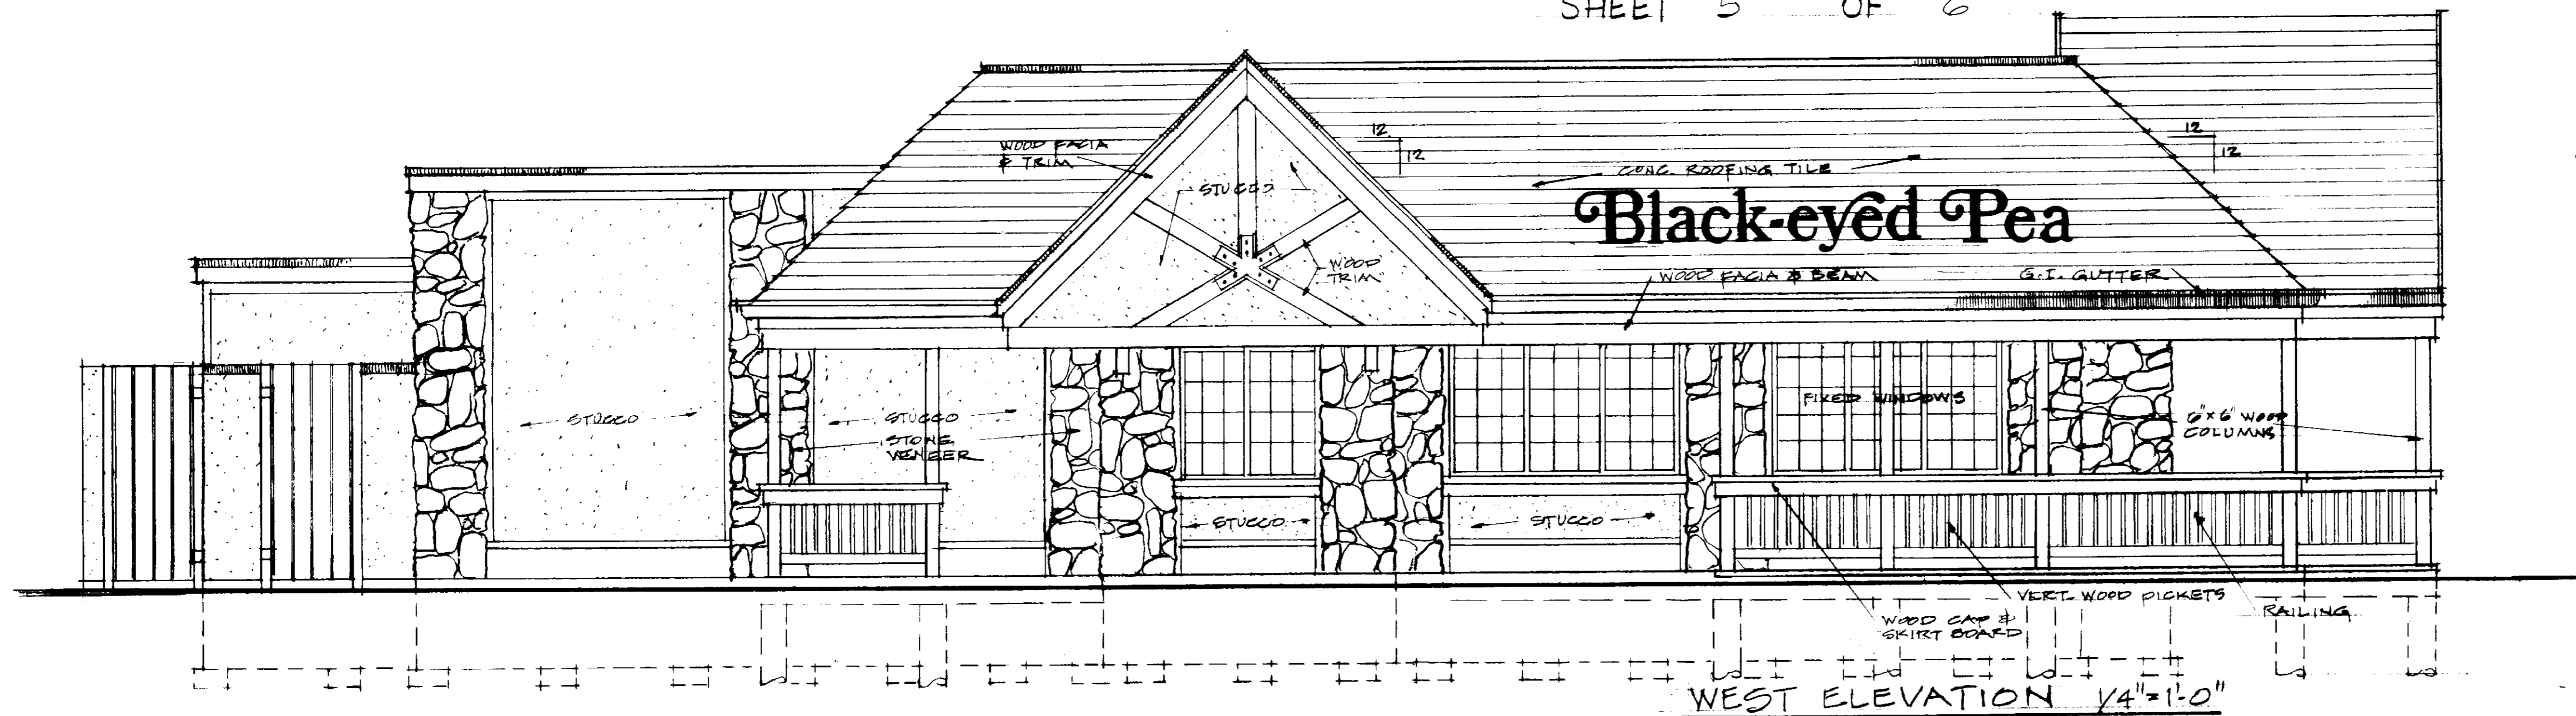 SHEET 5 OF 6
12
12
12
12
WOOD FACIA
& TRIM
STUCCO
CONC. ROOFING TILE
Black-eyed Pea
WOOD
TRIM
WOOD FACIA & BEAM
G.I. GUTTER
STUCCO
STUCCO
STONE
VENEER
FIXED WINDOWS
6"x6" WOOD
COLUMNS
STUCCO
STUCCO
VERT. WOOD PICKETS
RAILING
WOOD CAP &
SKIRT BOARD
WEST ELEVATION 1/4"=1'-0"